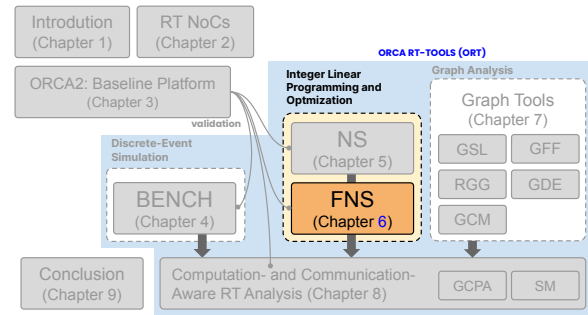 Introdution
(Chapter 1)
RT NoCs
(Chapter 2)
ORCA RT-TOOLS (ORT)
ORCA2: Baseline Platform
(Chapter 3)
validation
Integer Linear
Programming and
Optmization
Graph Analysis
Graph Tools
(Chapter 7)
NS
(Chapter 5)
GSL
GFF
RGG
GDE
GCM
Discrete-Event
Simulation
BENCH
(Chapter 4)
FNS
(Chapter 6)
Conclusion
(Chapter 9)
Computation- and Communication-
Aware RT Analysis (Chapter 8)
GCPA
SM